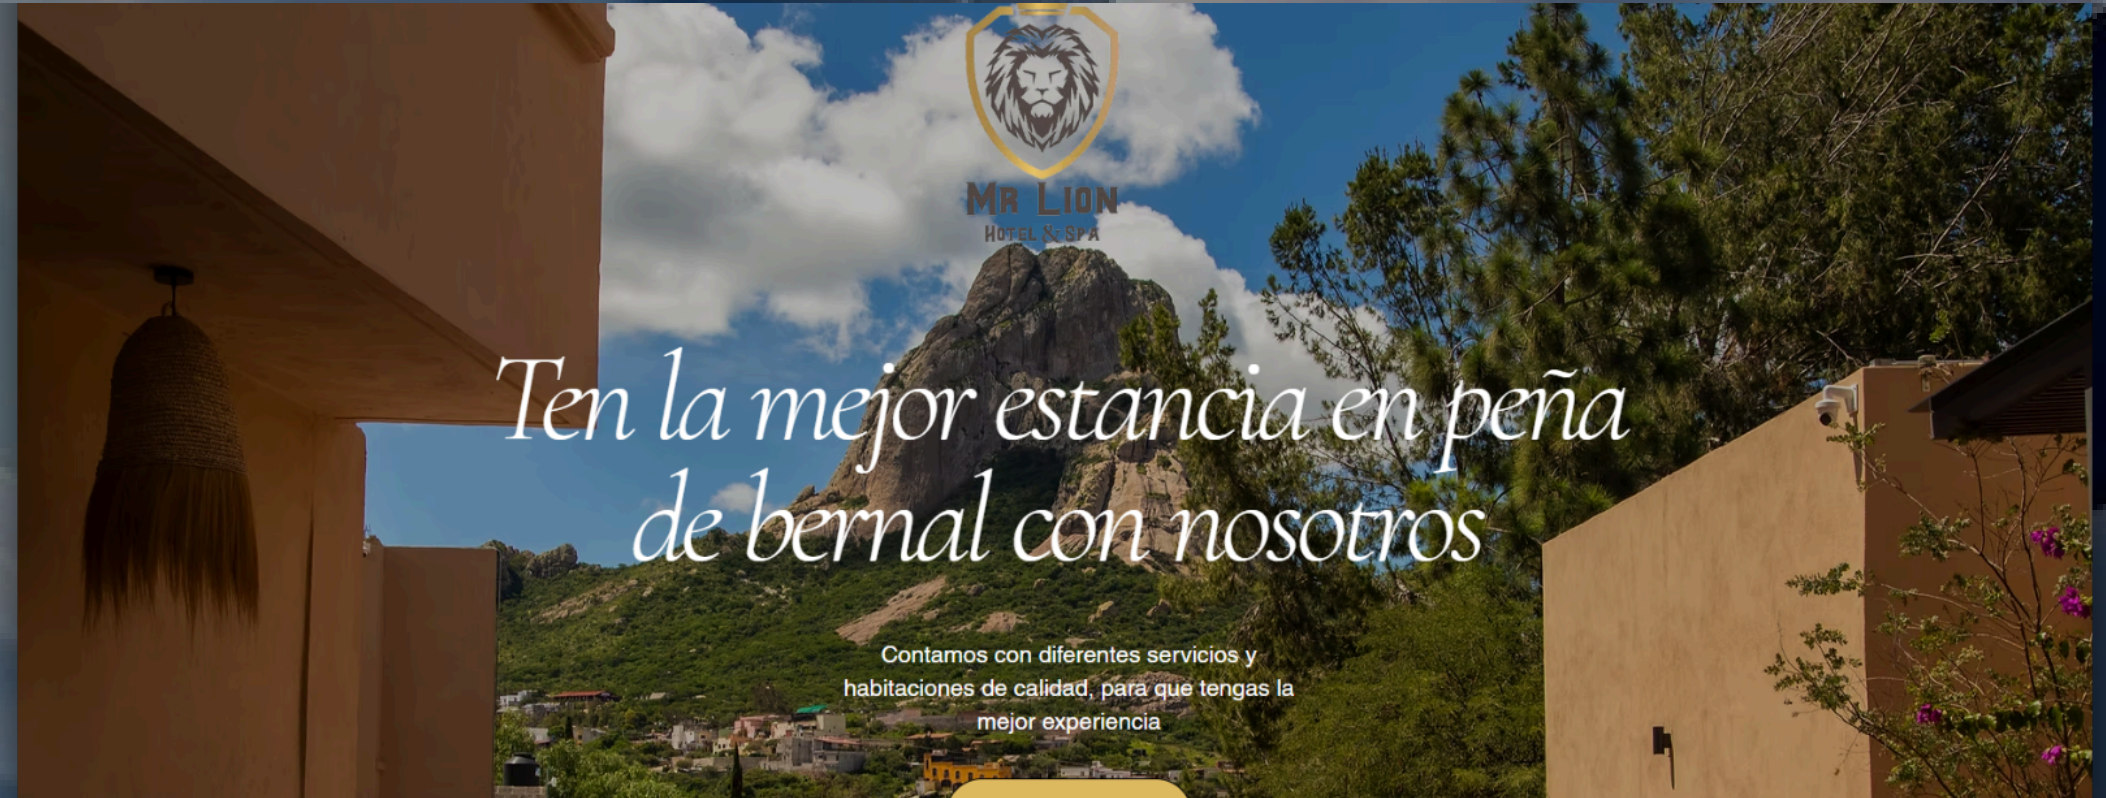 MR LION
HOTEL & SPA
Ten la mejor estancia en peña
de bernal con nosotros
Contamos con diferentes servicios y
habitaciones de calidad, para que tengas la
mejor experiencia